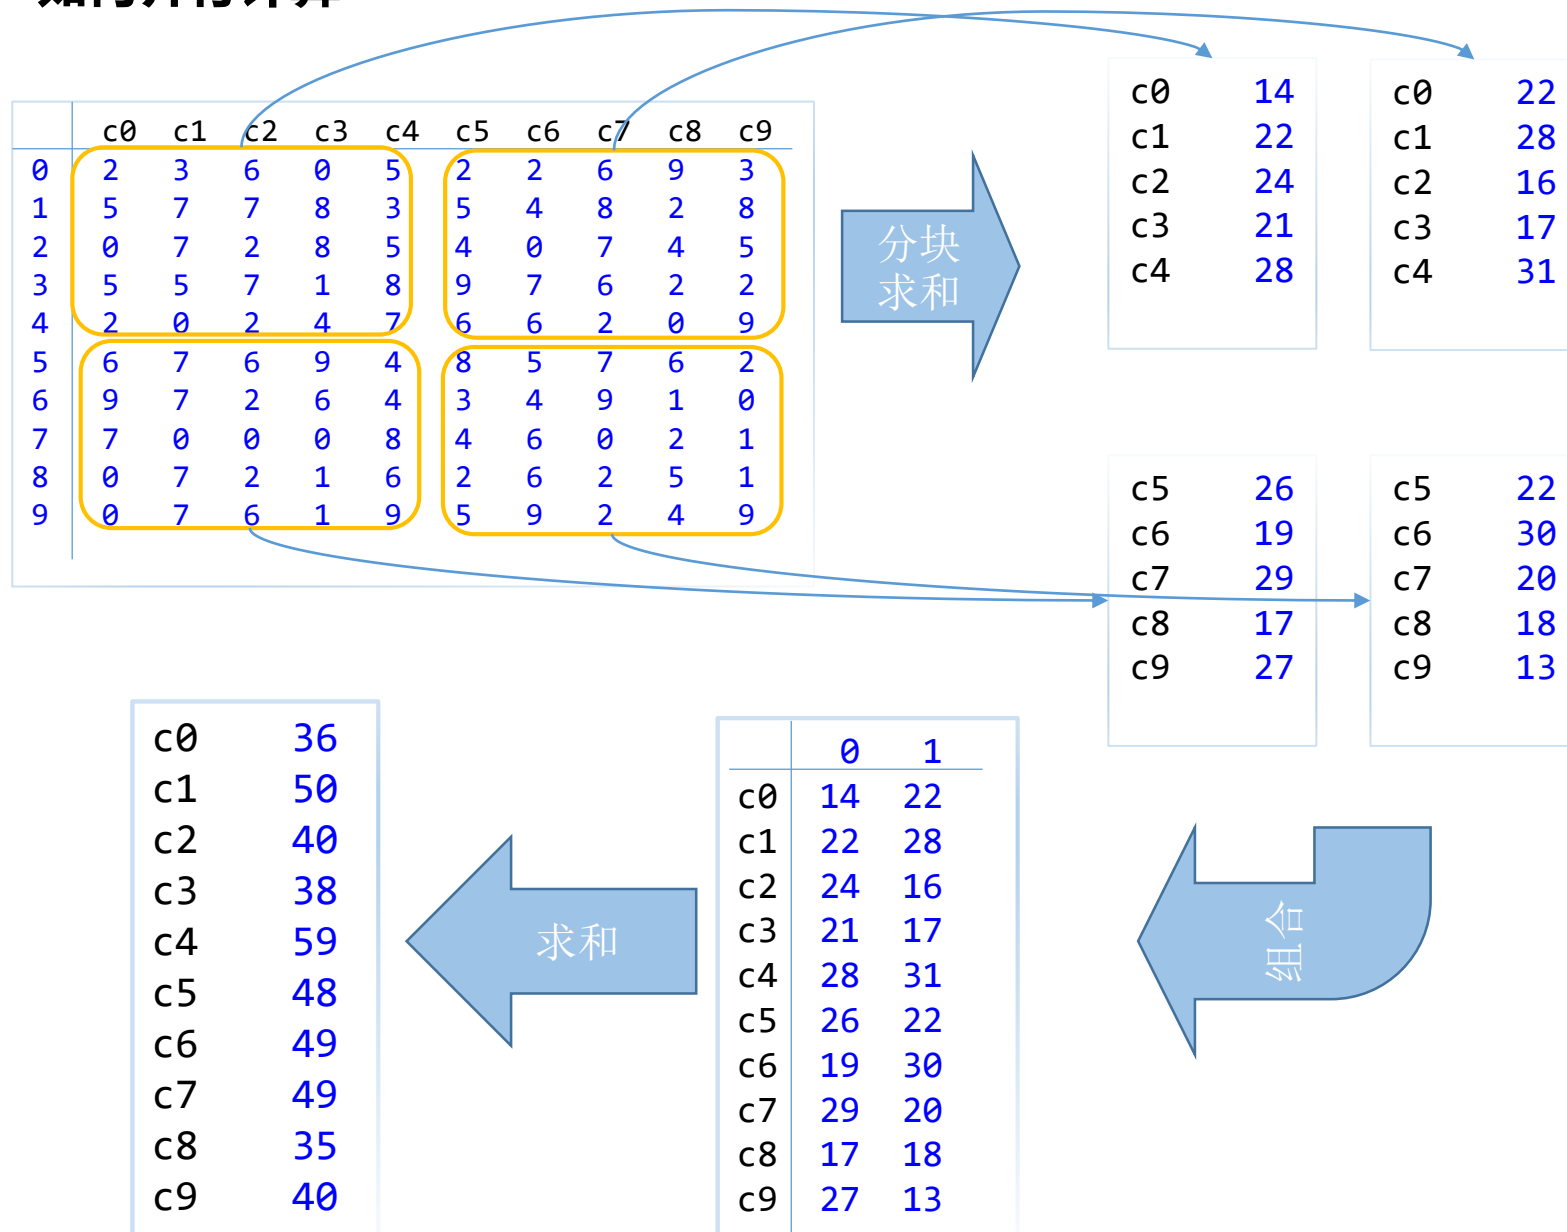 如何并行计算
c0 c1 c2 c3 c4 c5 c6 c7 c8 c9
0 2 3 6 0 5 2 2 6 9 3
1 5 7 7 8 3 5 4 8 2 8
2 0 7 2 8 5 4 0 7 4 5
3 5 5 7 1 8 9 7 6 2 2
4 2 0 2 4 7 6 6 2 0 9
5 6 7 6 9 4 8 5 7 6 2
6 9 7 2 6 4 3 4 9 1 0
7 7 0 0 0 8 4 6 0 2 1
8 0 7 2 1 6 2 6 2 5 1
9 0 7 6 1 9 5 9 2 4 9
分块
求和
c0 14
c1 22
c2 24
c3 21
c4 28
c0 22
c1 28
c2 16
c3 17
c4 31
c5 26
c6 19
c7 29
c8 17
c9 27
c5 22
c6 30
c7 20
c8 18
c9 13
组合
0 1
c0 14 22
c1 22 28
c2 24 16
c3 21 17
c4 28 31
c5 26 22
c6 19 30
c7 29 20
c8 17 18
c9 27 13
求和
c0 36
c1 50
c2 40
c3 38
c4 59
c5 48
c6 49
c7 49
c8 35
c9 40